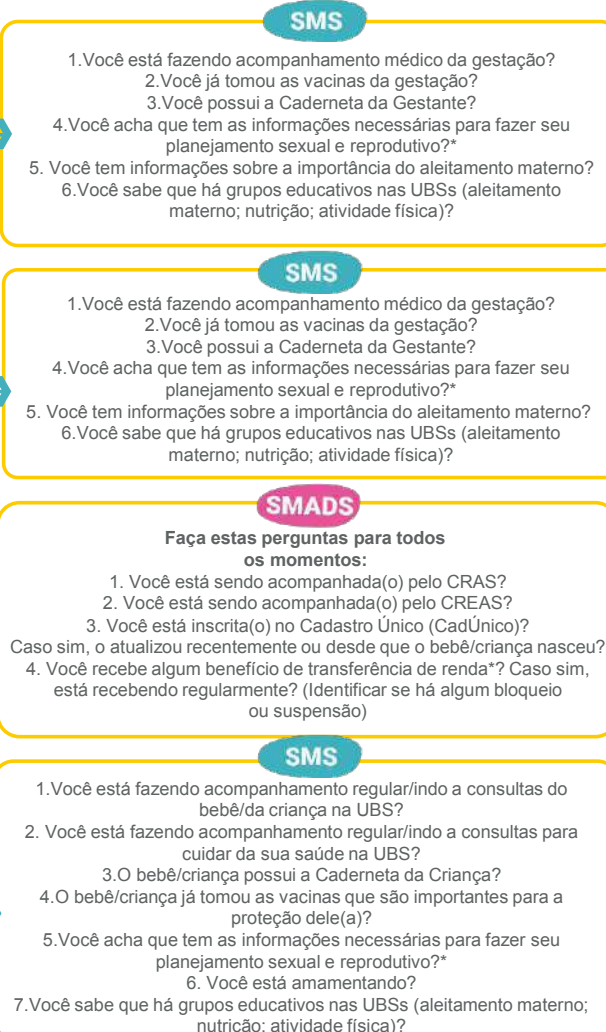 SMS
1.Você está fazendo acompanhamento médico da gestação?
2.Você já tomou as vacinas da gestação?
3.Você possui a Caderneta da Gestante?
4.Você acha que tem as informações necessárias para fazer seu
planejamento sexual e reprodutivo?*
5. Você tem informações sobre a importância do aleitamento materno?
6.Você sabe que há grupos educativos nas UBSs (aleitamento
materno; nutrição; atividade física)?
SMS
1.Você está fazendo acompanhamento médico da gestação?
2.Você já tomou as vacinas da gestação?
3.Você possui a Caderneta da Gestante?
4.Você acha que tem as informações necessárias para fazer seu
planejamento sexual e reprodutivo?*
5. Você tem informações sobre a importância do aleitamento materno?
6.Você sabe que há grupos educativos nas UBSs (aleitamento
materno; nutrição; atividade física)?
SMADS
Faça estas perguntas para todos
os momentos:
1. Você está sendo acompanhada(o) pelo CRAS?
2. Você está sendo acompanhada(o) pelo CREAS?
3. Você está inscrita(o) no Cadastro Único (CadÚnico)?
Caso sim, o atualizou recentemente ou desde que o bebê/criança nasceu?
4. Você recebe algum benefício de transferência de renda*? Caso sim,
está recebendo regularmente? (Identificar se há algum bloqueio
ou suspensão)
SMS
1.Você está fazendo acompanhamento regular/indo a consultas do
bebê/da criança na UBS?
2. Você está fazendo acompanhamento regular/indo a consultas para
cuidar da sua saúde na UBS?
3.O bebê/criança possui a Caderneta da Criança?
4.O bebê/criança já tomou as vacinas que são importantes para a
proteção dele(a)?
5.Você acha que tem as informações necessárias para fazer seu
planejamento sexual e reprodutivo?*
6. Você está amamentando?
7.Você sabe que há grupos educativos nas UBSs (aleitamento materno;
nutrição; atividade física)?